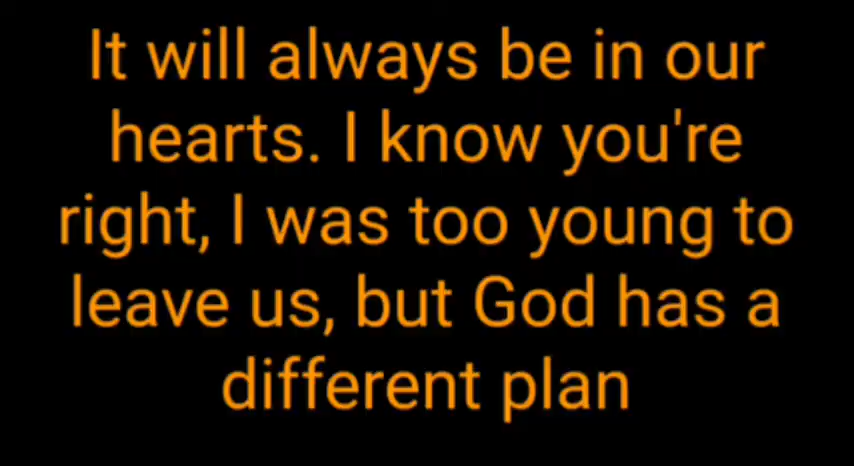 It will always be in our
hearts. I know you're
right, I was too young to
leave us, but God has a
different plan